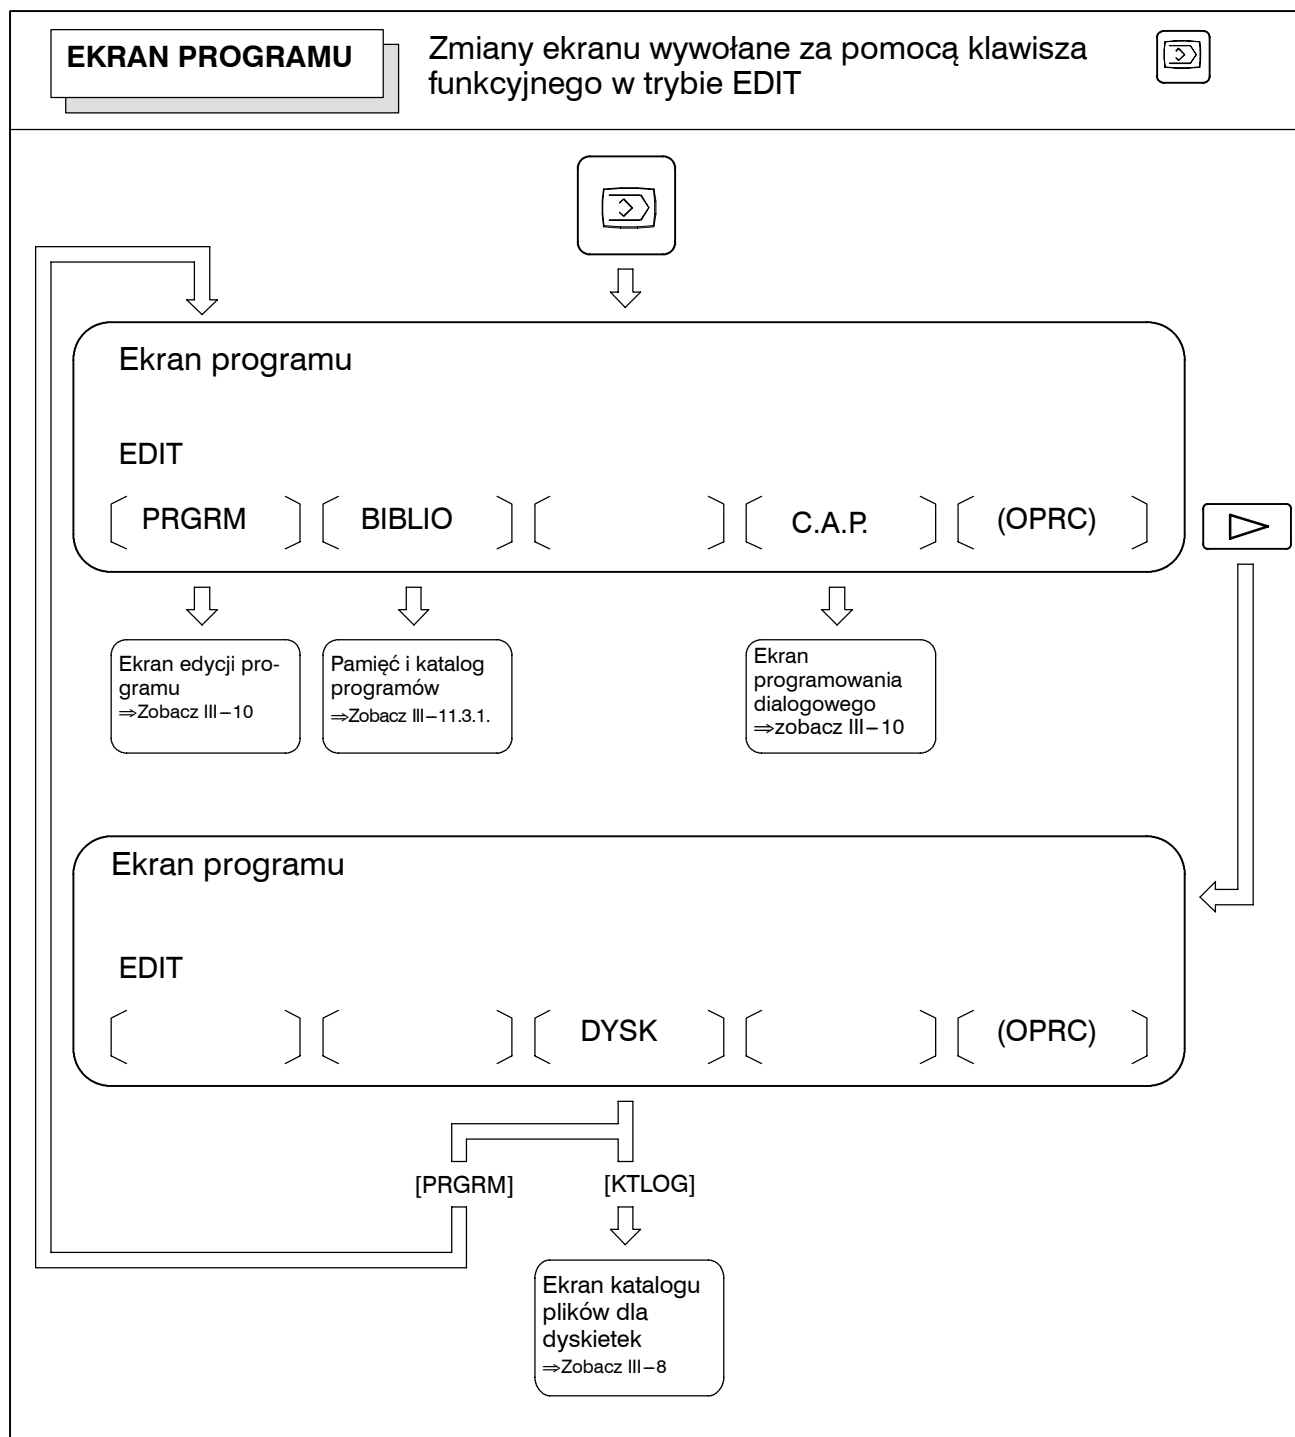 EKRAN PROGRAMU
Zmiany ekranu wywołane za pomocą klawisza
funkcyjnego w trybie EDIT
Ekran programu
EDIT
PRGRM
BIBLIO
C.A.P.
(OPRC)
Ekran edycji pro-
gramu
⇒Zobacz III−10
Pamięć i katalog
programów
⇒Zobacz III−11.3.1.
Ekran
programowania
dialogowego
⇒zobacz III−10
Ekran programu
EDIT
DYSK
(OPRC)
[PRGRM]
[KTLOG]
Ekran katalogu
plików dla
dyskietek
⇒Zobacz III−8